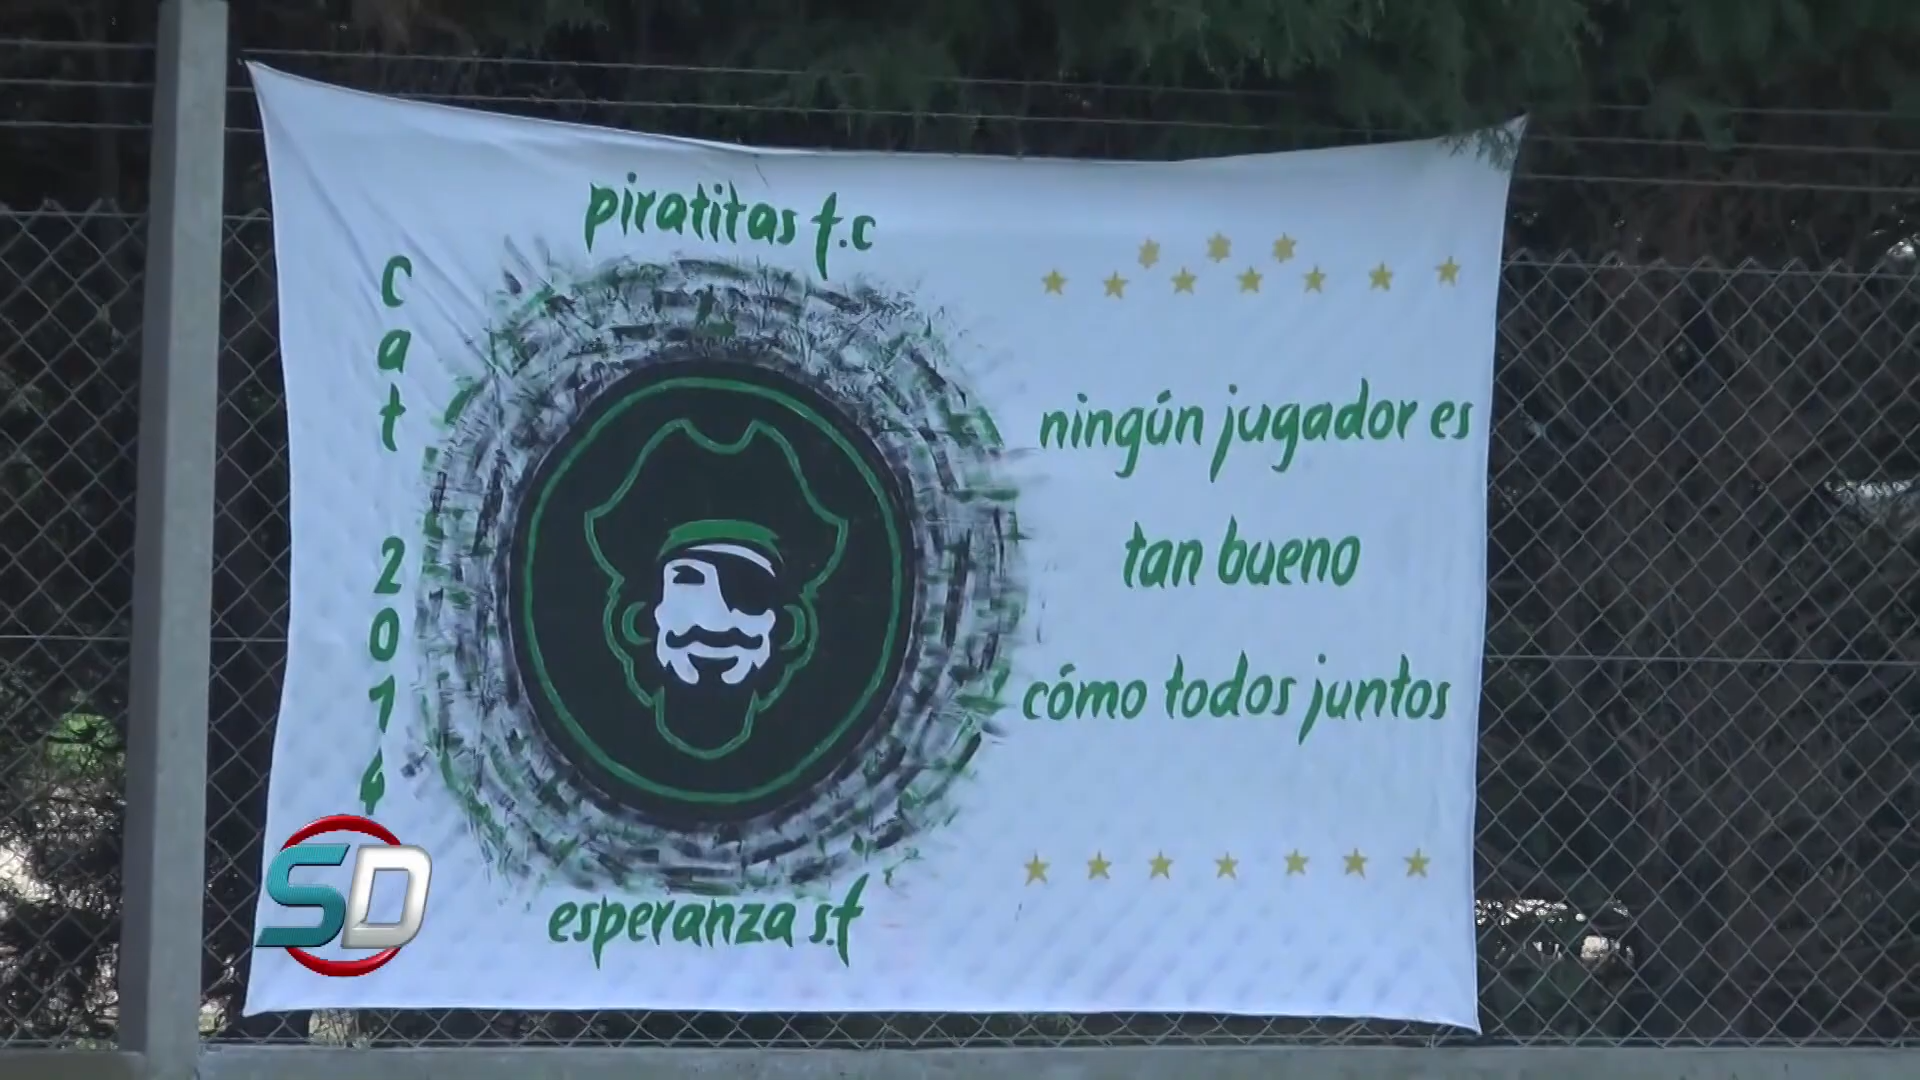 piratitas f.c
cat 2014
ningún jugador es
tan bueno
cómo todos juntos
esperanza s.f
SD